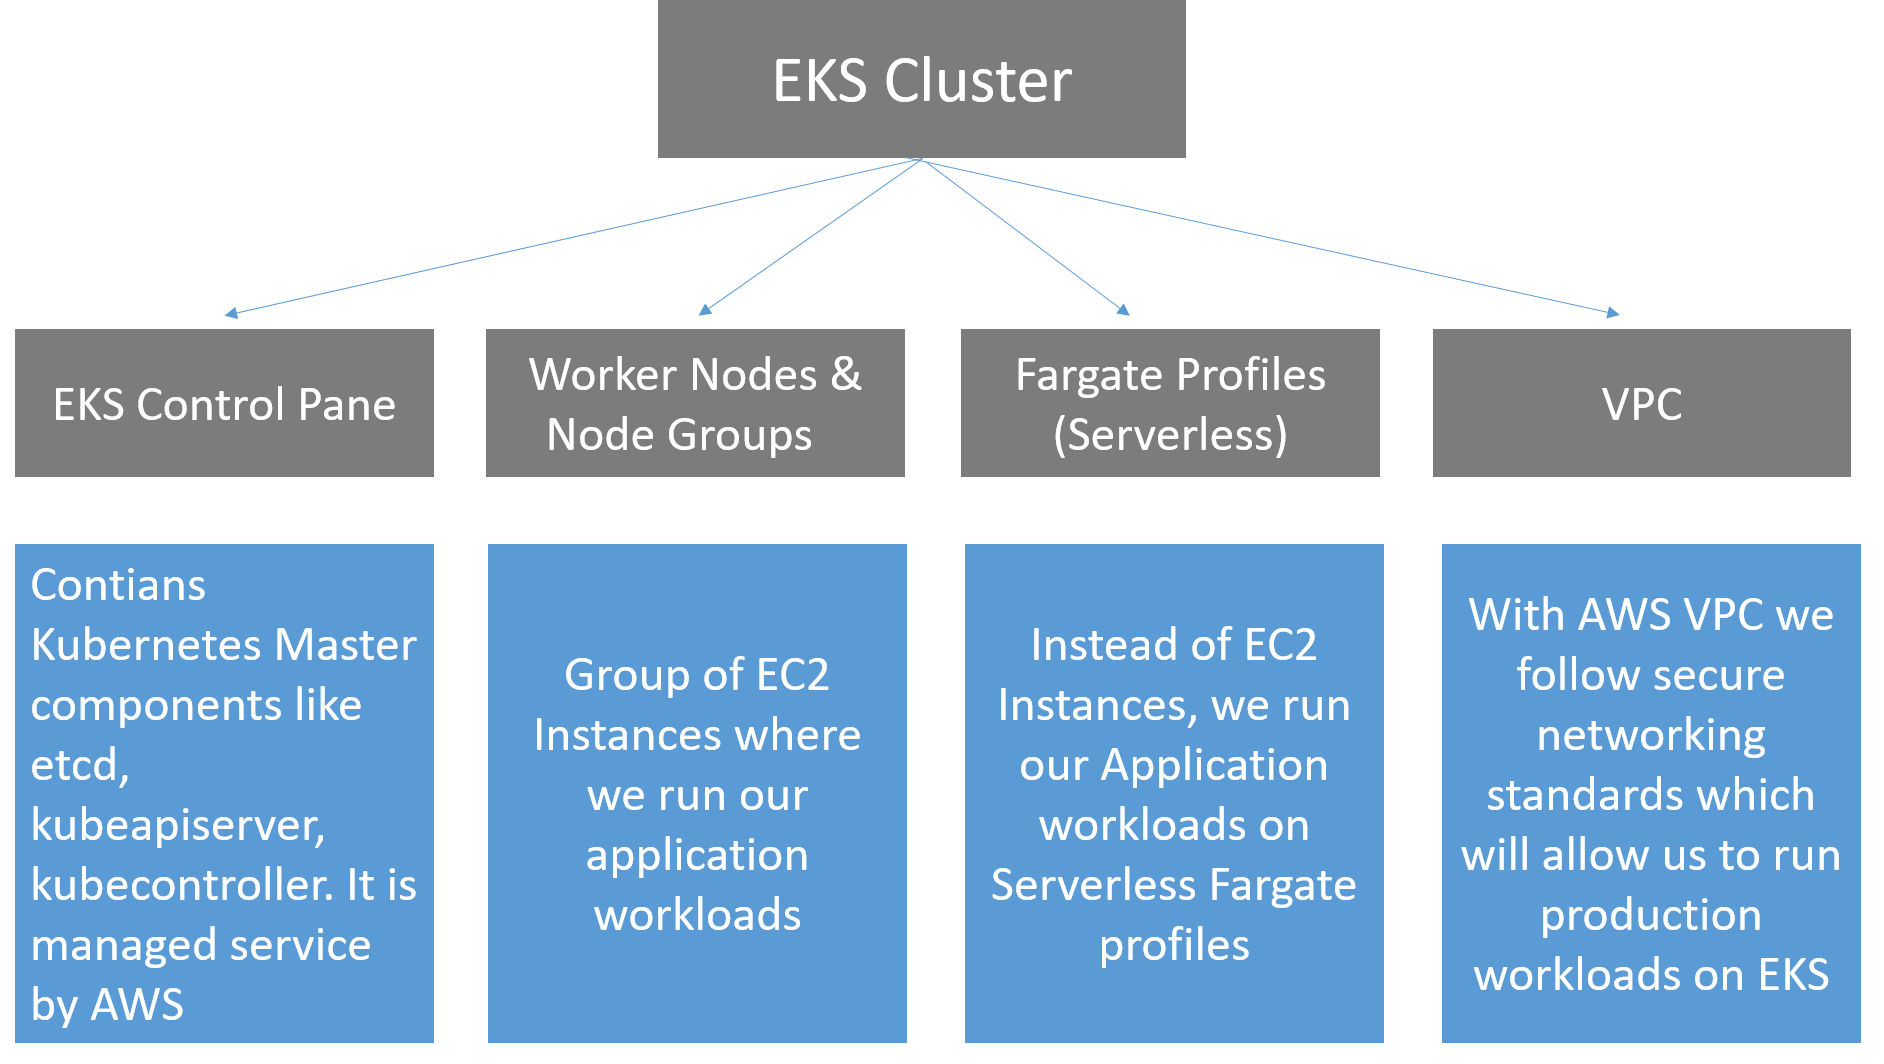 EKS Cluster
EKS Control Pane
Worker Nodes &
Node Groups
Fargate Profiles
(Serverless)
VPC
Contians
Kubernetes Master
components like
etcd,
kubeapiserver,
kubecontroller. It is
managed service
by AWS
Group of EC2
Instances where
we run our
application
workloads
Instead of EC2
Instances, we run
our Application
workloads on
Serverless Fargate
profiles
With AWS VPC we
follow secure
networking
standards which
will allow us to run
production
workloads on EKS